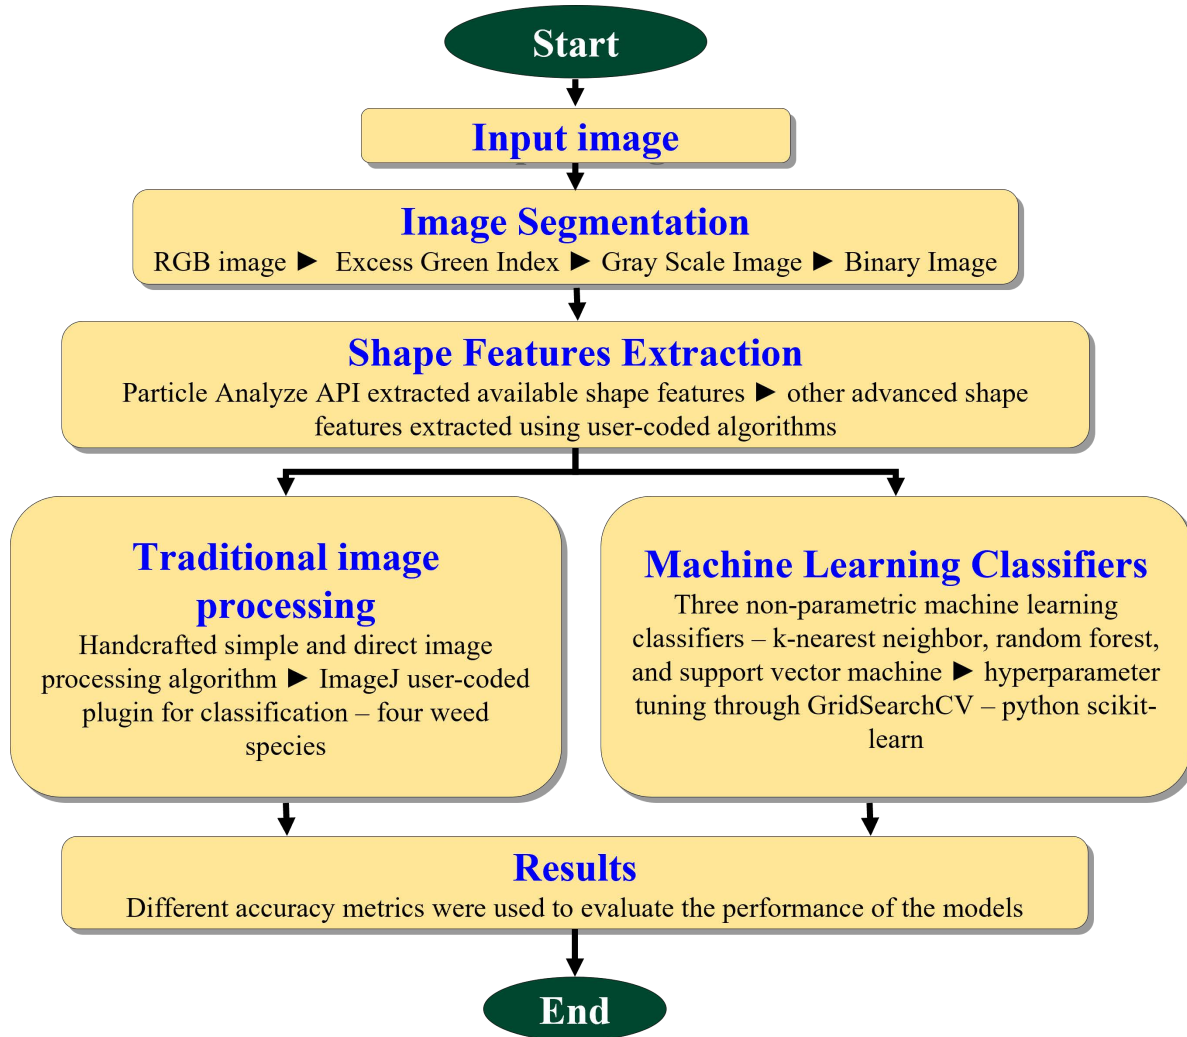 Start
Input image
Image Segmentation
RGB image ► Excess Green Index ► Gray Scale Image ► Binary Image
Shape Features Extraction
Particle Analyze API extracted available shape features ► other advanced shape
features extracted using user-coded algorithms
Traditional image
processing
Handcrafted simple and direct image
processing algorithm ► ImageJ user-coded
plugin for classification – four weed
species
Machine Learning Classifiers
Three non-parametric machine learning
classifiers – k-nearest neighbor, random forest,
and support vector machine ► hyperparameter
tuning through GridSearchCV – python scikit-
learn
Results
Different accuracy metrics were used to evaluate the performance of the models
End